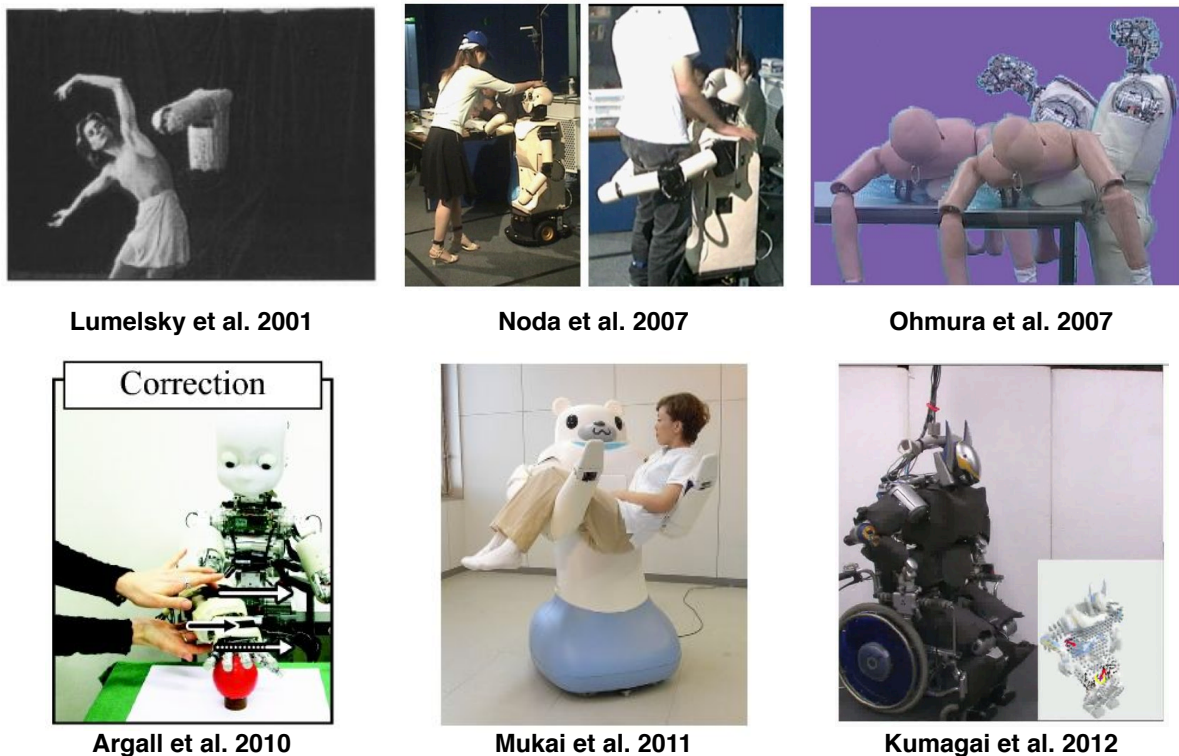 Lumelsky et al. 2001
Noda et al. 2007
Ohmura et al. 2007
Correction
Argall et al. 2010
Mukai et al. 2011
Kumagai et al. 2012